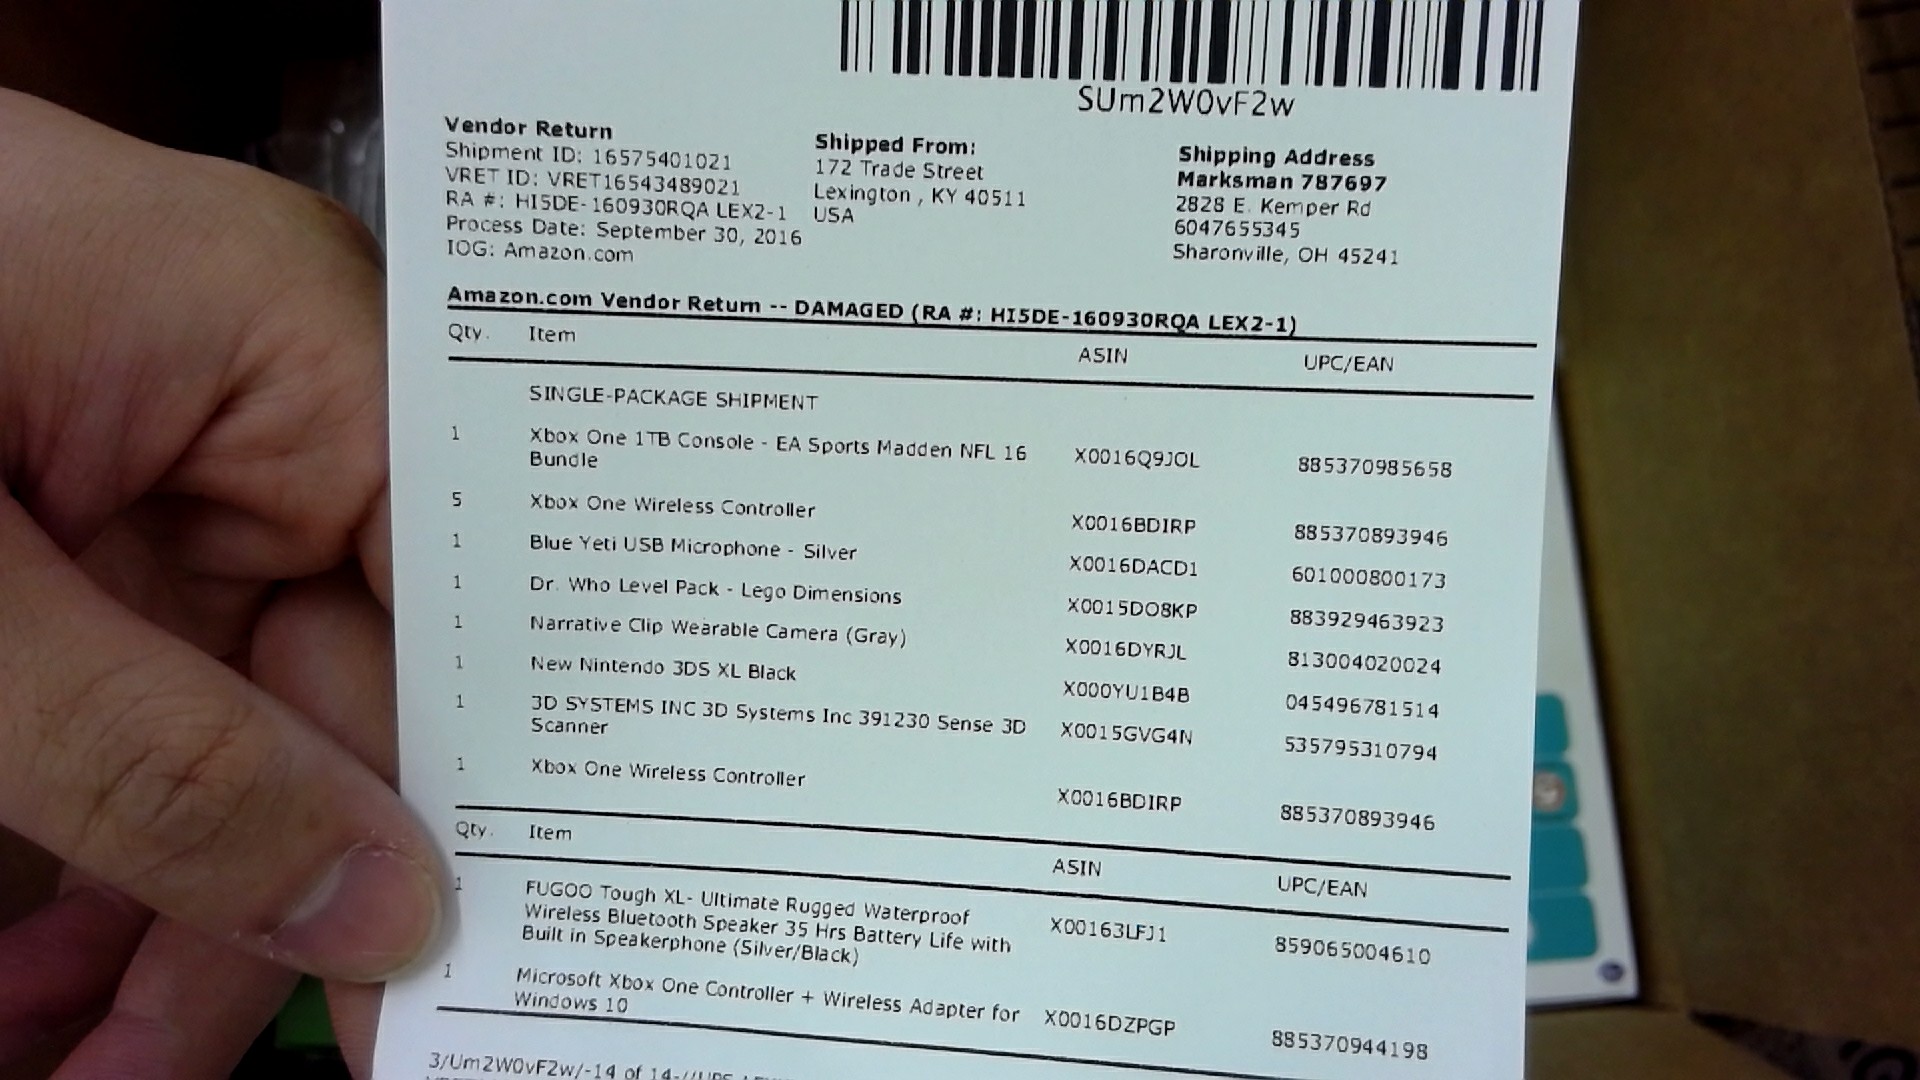 SUm2W0vF2w
Vendor Return
Shipment ID: 16575401021
VRET ID: VRET16543489021
RA #: HI5DE-160930RQA LEX2-1
Process Date: September 30, 2016
IOG: Amazon.com
Shipped From:
172 Trade Street
Lexington , KY 40511
USA
Shipping Address
Marksman 787697
2828 E. Kemper Rd
6047655345
Sharonville, OH 45241
Amazon.com Vendor Return -- DAMAGED (RA #: HI5DE-160930RQA LEX2-1)
Qty. Item ASIN UPC/EAN
SINGLE-PACKAGE SHIPMENT
1 Xbox One 1TB Console - EA Sports Madden NFL 16 X0016Q9JOL 885370985658
Bundle
5 Xbox One Wireless Controller X0016BDIRP 885370893946
1 Blue Yeti USB Microphone - Silver X0016DACD1 601000800173
1 Dr. Who Level Pack - Lego Dimensions X0015DO8KP 883929463923
1 Narrative Clip Wearable Camera (Gray) X0016DYRJL 813004020024
1 New Nintendo 3DS XL Black X000YU1B4B 045496781514
1 3D SYSTEMS INC 3D Systems Inc 391230 Sense 3D X0015GVG4N 535795310794
Scanner
1 Xbox One Wireless Controller X0016BDIRP 885370893946
Qty. Item ASIN UPC/EAN
1 FUGOO Tough XL- Ultimate Rugged Waterproof X00163LFJ1 859065004610
Wireless Bluetooth Speaker 35 Hrs Battery Life with
Built in Speakerphone (Silver/Black)
1 Microsoft Xbox One Controller + Wireless Adapter for X0016DZPGP 885370944198
Windows 10
3/Um2W0vF2w/-14 of 14-//UPS